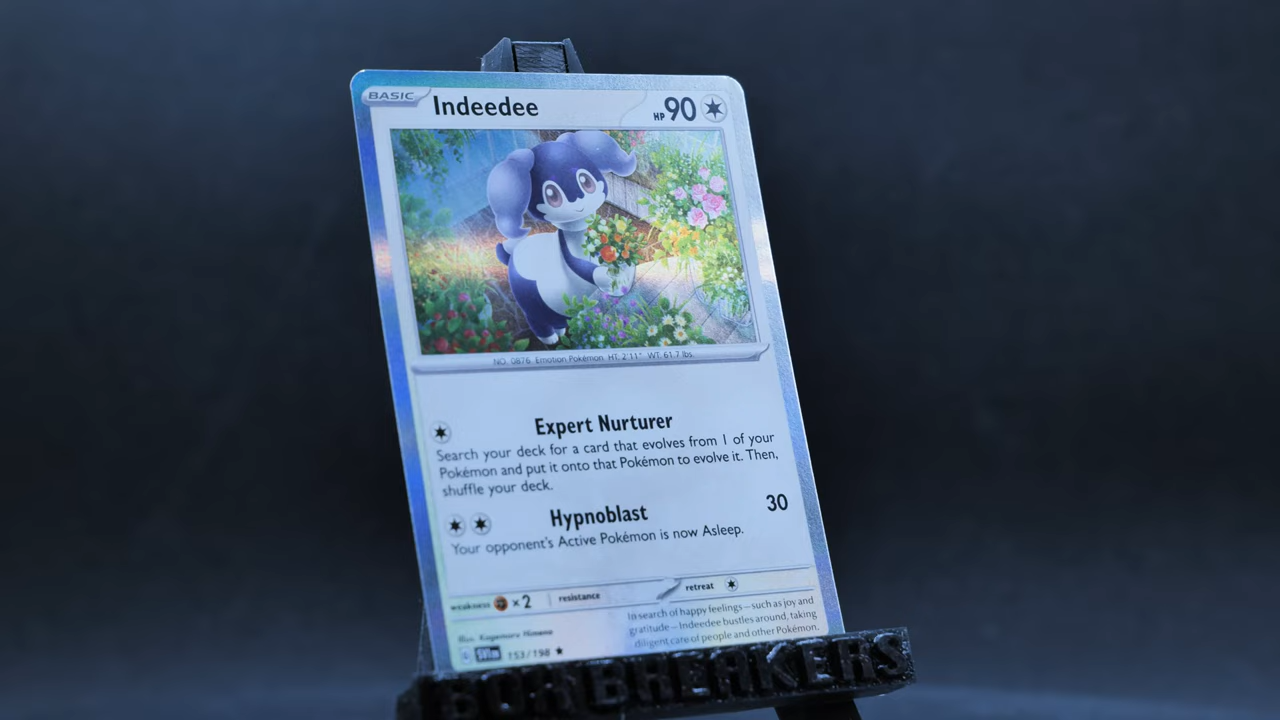 BASIC Indeedee HP 90
NO. 0876 Emotion Pokémon HT: 2'11" WT: 61.7 lbs.
Expert Nurturer
Search your deck for a card that evolves from 1 of your
Pokémon and put it onto that Pokémon to evolve it. Then,
shuffle your deck.
Hypnoblast 30
Your opponent's Active Pokémon is now Asleep.
weakness ×2 resistance retreat
In search of happy feelings—such as joy and
gratitude—Indeedee bustles around, taking
diligent care of people and other Pokémon.
Illus. Kagemaru Himeno
153/198
BOXBREAKERS